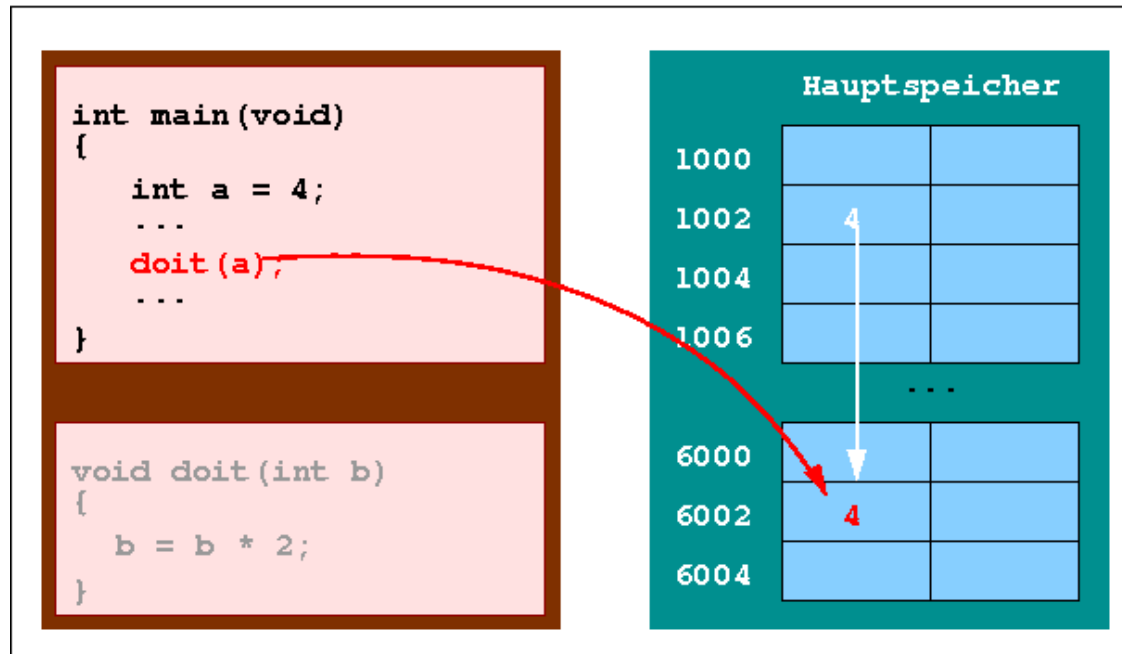 int main(void)
{
int a = 4;
...
doit(a);
...
}
void doit(int b)
{
b = b * 2;
}
Hauptspeicher
1000
1002 4
1004
1006
...
6000
6002 4
6004